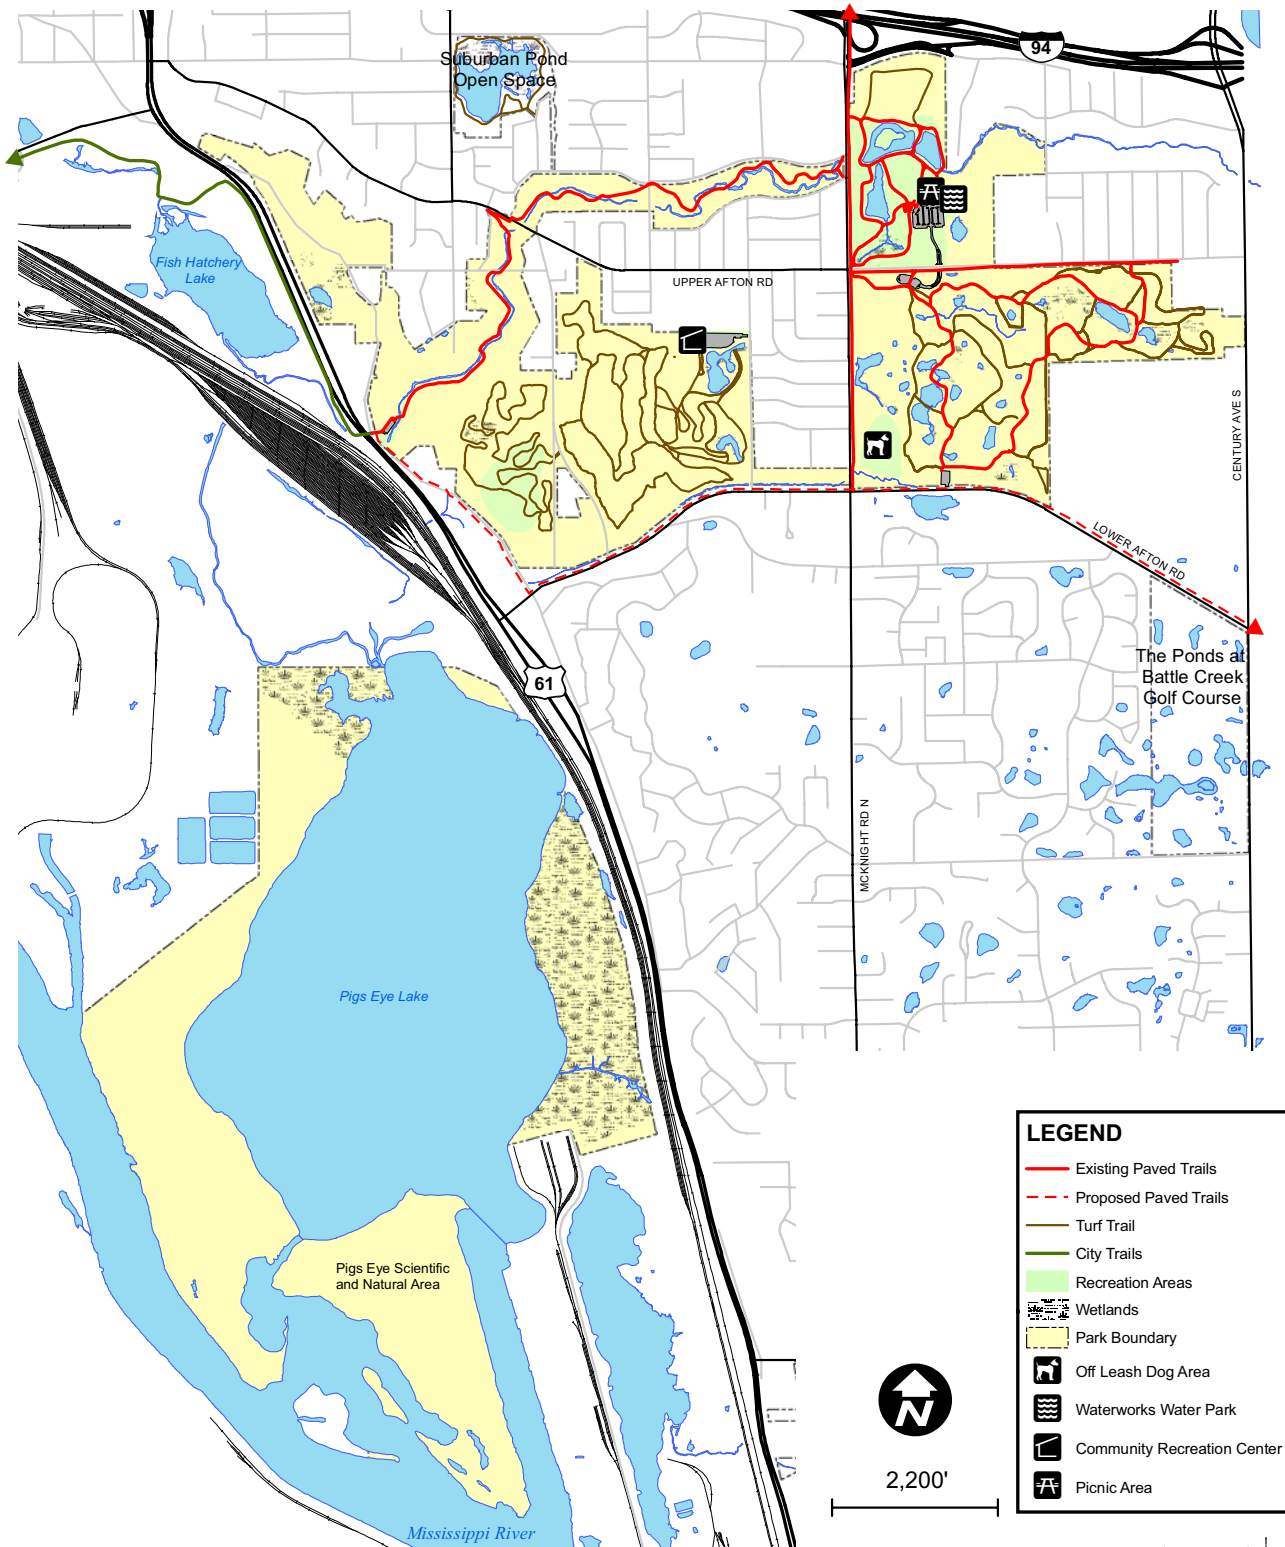 94
Suburban Pond
Open Space
Fish Hatchery
Lake
UPPER AFTON RD
CENTURY AVE S
LOWER AFTON RD
The Ponds at
Battle Creek
Golf Course
61
MCKNIGHT RD N
Pigs Eye Lake
Pigs Eye Scientific
and Natural Area
Mississippi River
N
2,200'
LEGEND
Existing Paved Trails
Proposed Paved Trails
Turf Trail
City Trails
Recreation Areas
Wetlands
Park Boundary
Off Leash Dog Area
Waterworks Water Park
Community Recreation Center
Picnic Area